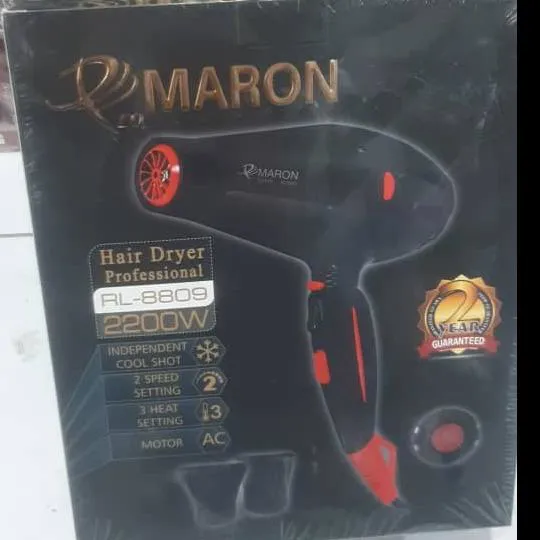 MARON
MARON
Hair Dryer
Professional
RL-8809
2200W
INDEPENDENT
COOL SHOT
2 SPEED
SETTING
2
3 HEAT
SETTING
3
MOTOR
AC
2
YEAR
GUARANTEED